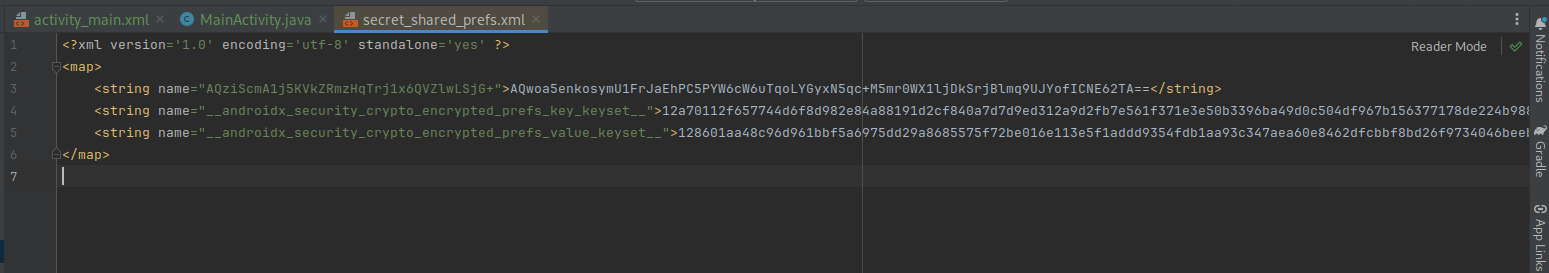 activity_main.xml
MainActivity.java
secret_shared_prefs.xml
Reader Mode
1 <?xml version='1.0' encoding='utf-8' standalone='yes' ?>
2 <map>
3 <string name="AQziScmA1j5KVkZRmzHqTrj1x6QVZlwLSjG+">AQwoa5enkosymU1FrJaEhPC5PYW6cW6uTqoLYGyxN5qc+M5mr0WX1ljDkSrjBlmq9UJYofICNE62TA==</string>
4 <string name="__androidx_security_crypto_encrypted_prefs_key_keyset__">12a70112f657744d6f8d982e84a88191d2cf840a7d7d9ed312a9d2fb7e561f371e3e50b3396ba49d0c504df967b156377178de224b988
5 <string name="__androidx_security_crypto_encrypted_prefs_value_keyset__">128601aa48c96d961bbf5a6975dd29a8685575f72be016e113e5f1addd9354fdb1aa93c347aea60e8462dfcbbf8bd26f9734046beeb
6 </map>
7
Notifications
Gradle
App Links